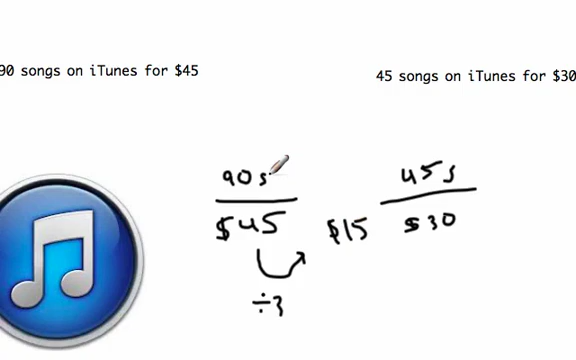 90 songs on iTunes for $45
45 songs on iTunes for $30
90s
$45
÷3
$15
45s
$30